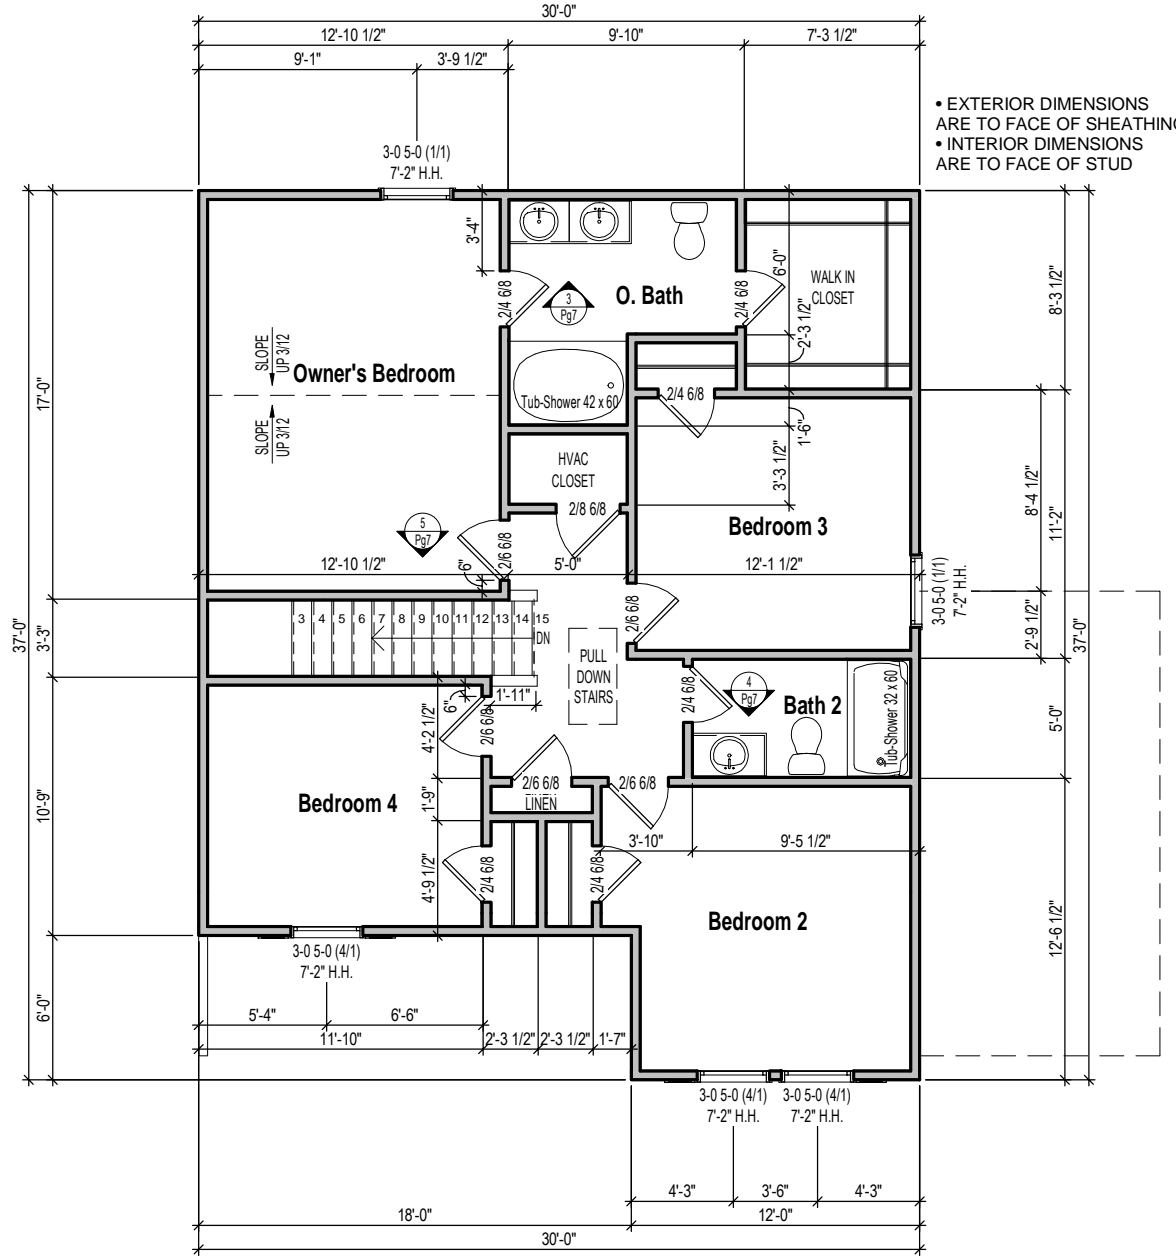 30'-0"
12'-10 1/2"
9'-10"
7'-3 1/2"
9'-1"
3'-9 1/2"
• EXTERIOR DIMENSIONS
ARE TO FACE OF SHEATHING
• INTERIOR DIMENSIONS
ARE TO FACE OF STUD
3-0 5-0 (1/1)
7'-2" H.H.
3'-4"
6'-0"
WALK IN
CLOSET
O. Bath
3
Pg7
2/4 6/8
2/4 6/8
2'-3 1/2"
8'-3 1/2"
SLOPE
UP 3/12
Owner's Bedroom
SLOPE
UP 3/12
17'-0"
Tub-Shower 42 x 60
2/4 6/8
1'-6"
3'-3 1/2"
HVAC
CLOSET
2/8 6/8
Bedroom 3
8'-4 1/2"
11'-2"
5
Pg7
2/6 6/8
6"
12'-10 1/2"
5'-0"
12'-1 1/2"
3-0 5-0 (1/1)
7'-2" H.H.
37'-0"
3'-3"
3 4 5 6 7 8 9 10 11 12 13 14 15
DN
2/6 6/8
2'-9 1/2"
37'-0"
PULL
DOWN
STAIRS
6"
1'-11"
2/6 6/8
4'-2 1/2"
2/4 6/8
4
Pg7
Bath 2
Tub-Shower 32 x 60
5'-0"
10'-9"
Bedroom 4
1'-9"
2/6 6/8
LINEN
2/6 6/8
3'-10"
9'-5 1/2"
4'-9 1/2"
2/4 6/8
2/4 6/8
Bedroom 2
12'-6 1/2"
3-0 5-0 (4/1)
7'-2" H.H.
6'-0"
5'-4"
6'-6"
11'-10"
2'-3 1/2"
2'-3 1/2"
1'-7"
3-0 5-0 (4/1)
7'-2" H.H.
3-0 5-0 (4/1)
7'-2" H.H.
4'-3"
3'-6"
4'-3"
18'-0"
12'-0"
30'-0"